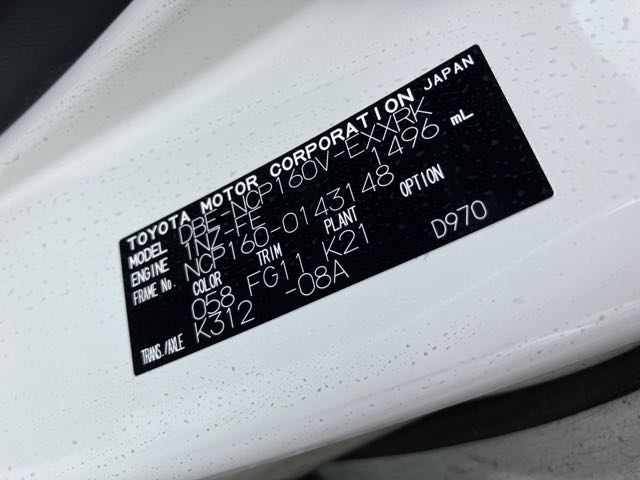 TOYOTA MOTOR CORPORATION JAPAN
MODEL DBE-NCP160V-EXXRK
ENGINE 1NZ-FE 1496 mL
FRAME No. NCP160-0143148
COLOR TRIM PLANT OPTION
058 FG11 K21 D970
TRANS./AXLE K312 -08A